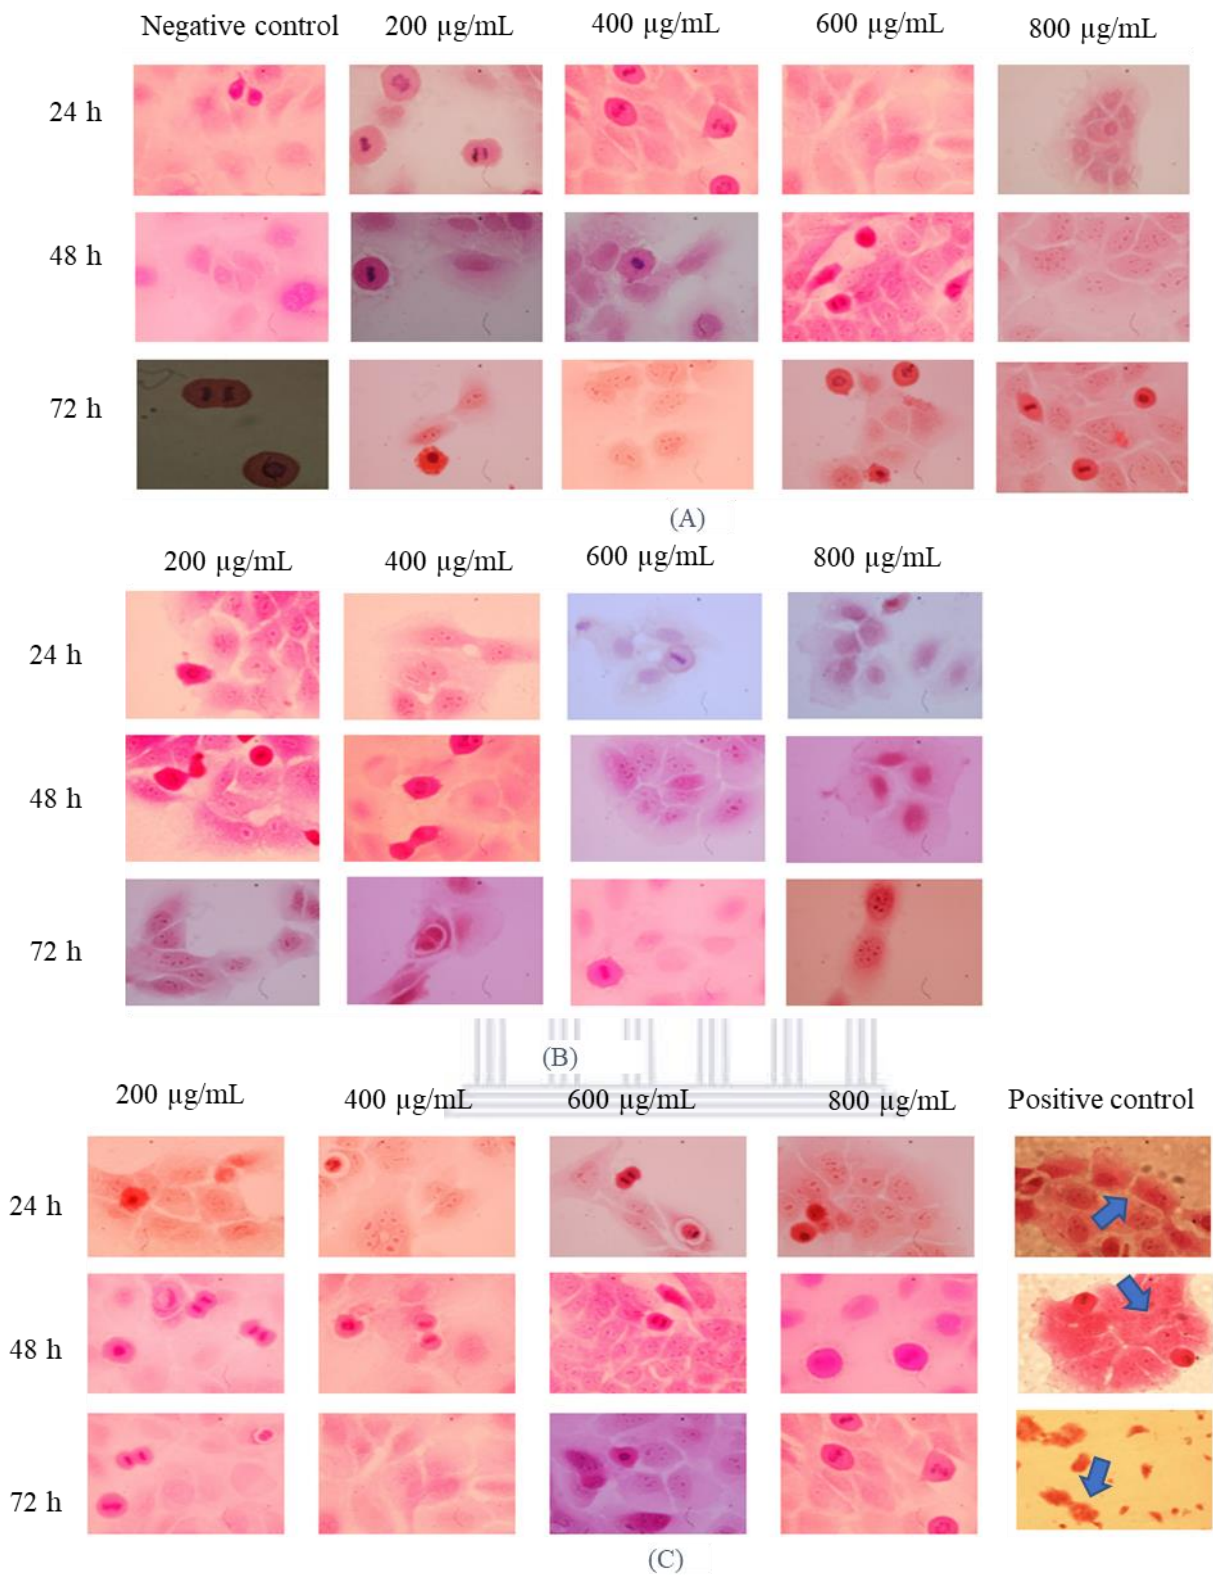 Negative control 200 µg/mL 400 µg/mL 600 µg/mL 800 µg/mL
24 h
48 h
72 h
(A)
200 µg/mL 400 µg/mL 600 µg/mL 800 µg/mL
24 h
48 h
72 h
(B)
200 µg/mL 400 µg/mL 600 µg/mL 800 µg/mL Positive control
24 h
48 h
72 h
(C)